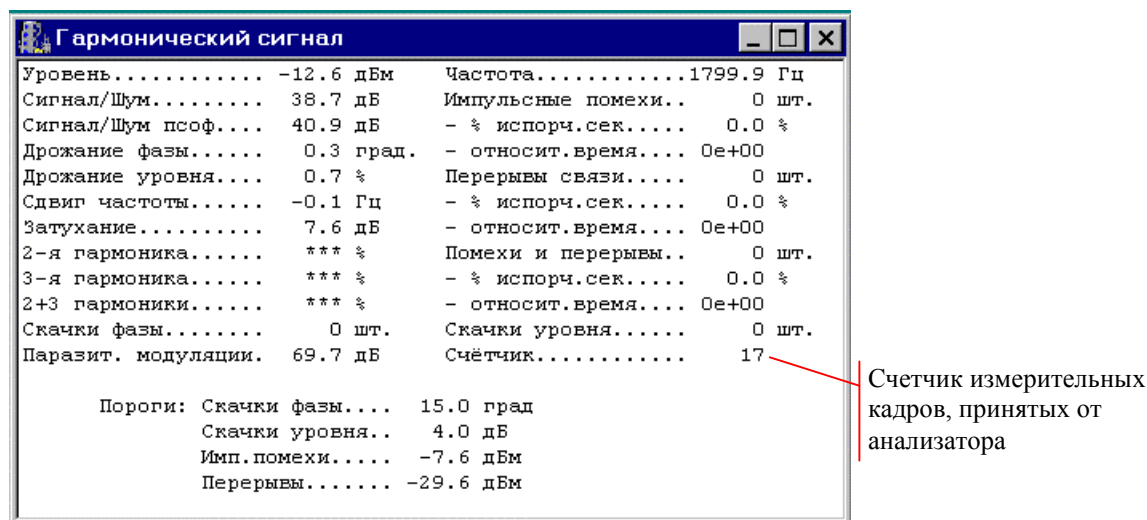 Гармонический сигнал
Уровень............ -12.6 дБм Частота............1799.9 Гц
Сигнал/Шум......... 38.7 дБ Импульсные помехи.. 0 шт.
Сигнал/Шум псоф.... 40.9 дБ - % испорч.сек..... 0.0 %
Дрожание фазы...... 0.3 град. - относит.время.... 0e+00
Дрожание уровня.... 0.7 % Перерывы связи..... 0 шт.
Сдвиг частоты...... -0.1 Гц - % испорч.сек..... 0.0 %
Затухание.......... 7.6 дБ - относит.время.... 0e+00
2-я гармоника...... *** % Помехи и перерывы.. 0 шт.
3-я гармоника...... *** % - % испорч.сек..... 0.0 %
2+3 гармоники...... *** % - относит.время.... 0e+00
Скачки фазы........ 0 шт. Скачки уровня...... 0 шт.
Паразит. модуляции. 69.7 дБ Счётчик............ 17
Счетчик измерительных
кадров, принятых от
анализатора
Пороги: Скачки фазы.... 15.0 град
Скачки уровня.. 4.0 дБ
Имп.помехи..... -7.6 дБм
Перерывы....... -29.6 дБм